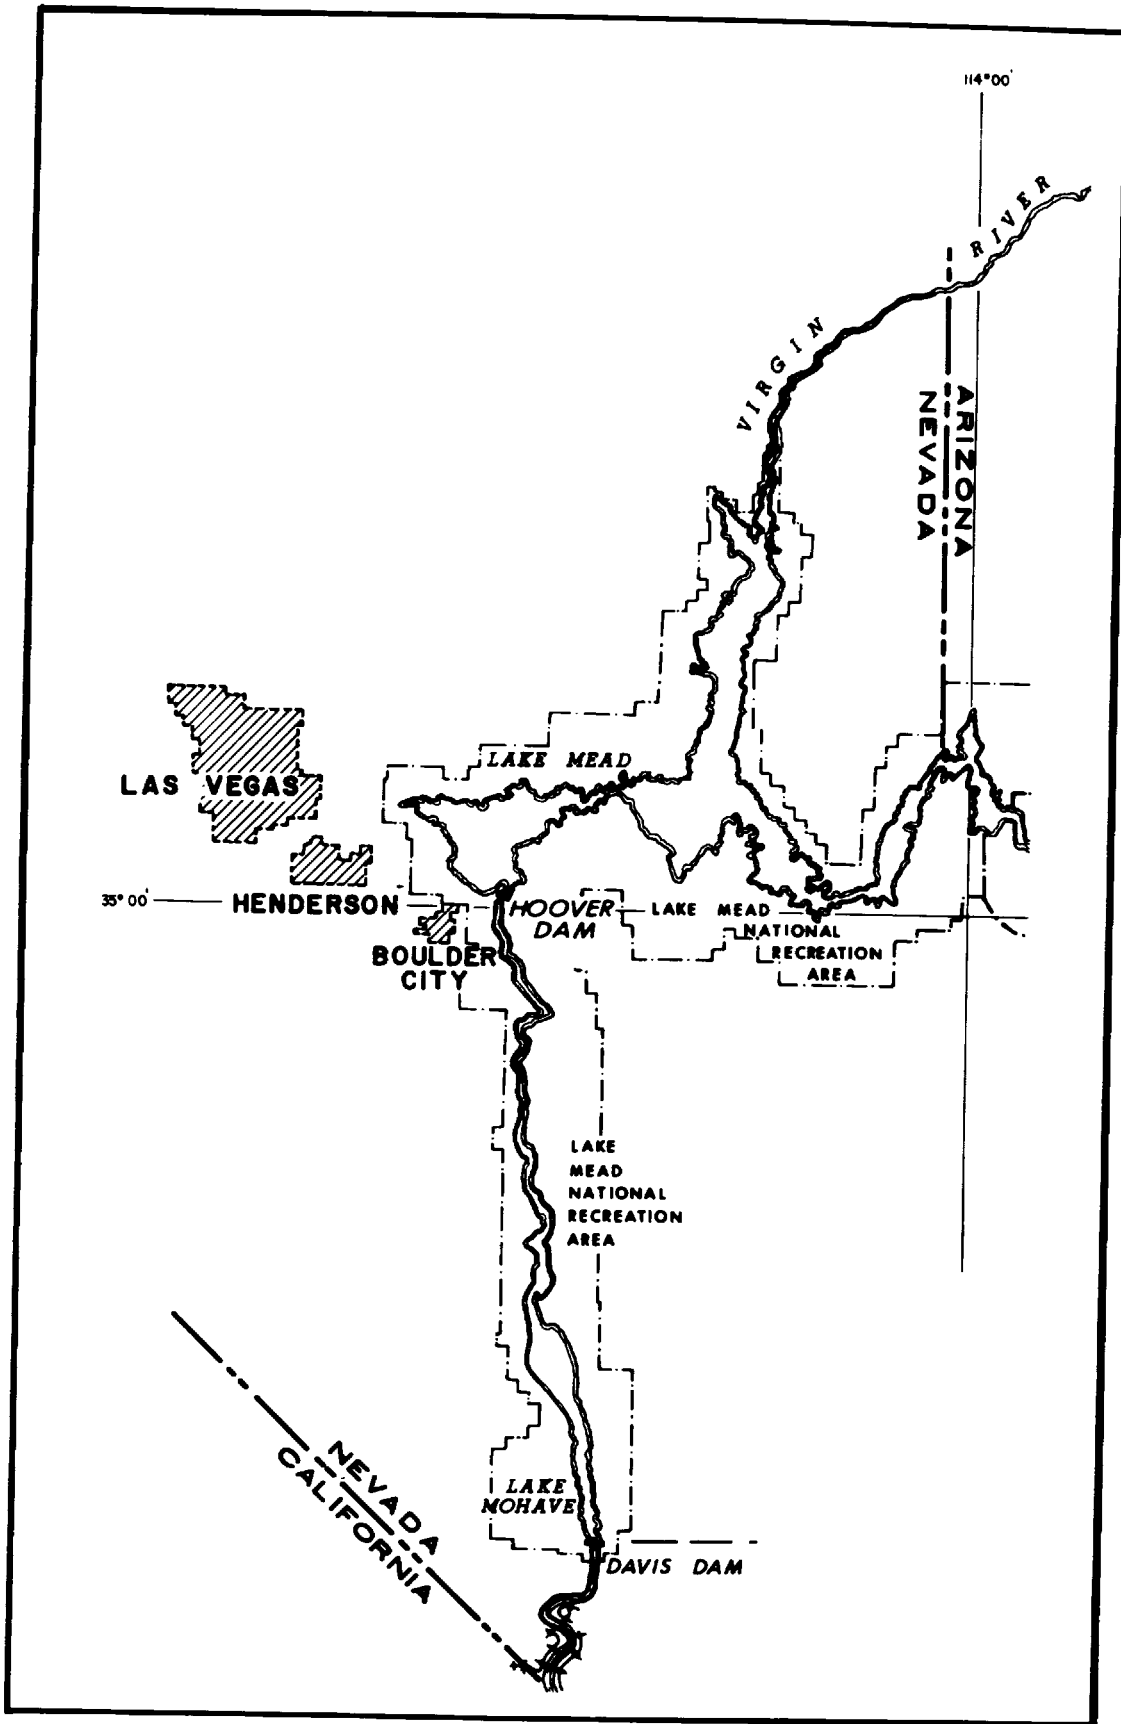 114°00'
VIRGIN RIVER
ARIZONA
NEVADA
LAKE MEAD
LAS VEGAS
35°00'
HENDERSON
HOOVER
DAM
LAKE MEAD
NATIONAL
RECREATION
AREA
BOULDER
CITY
LAKE
MEAD
NATIONAL
RECREATION
AREA
NEVADA
CALIFORNIA
LAKE
MOHAVE
DAVIS DAM